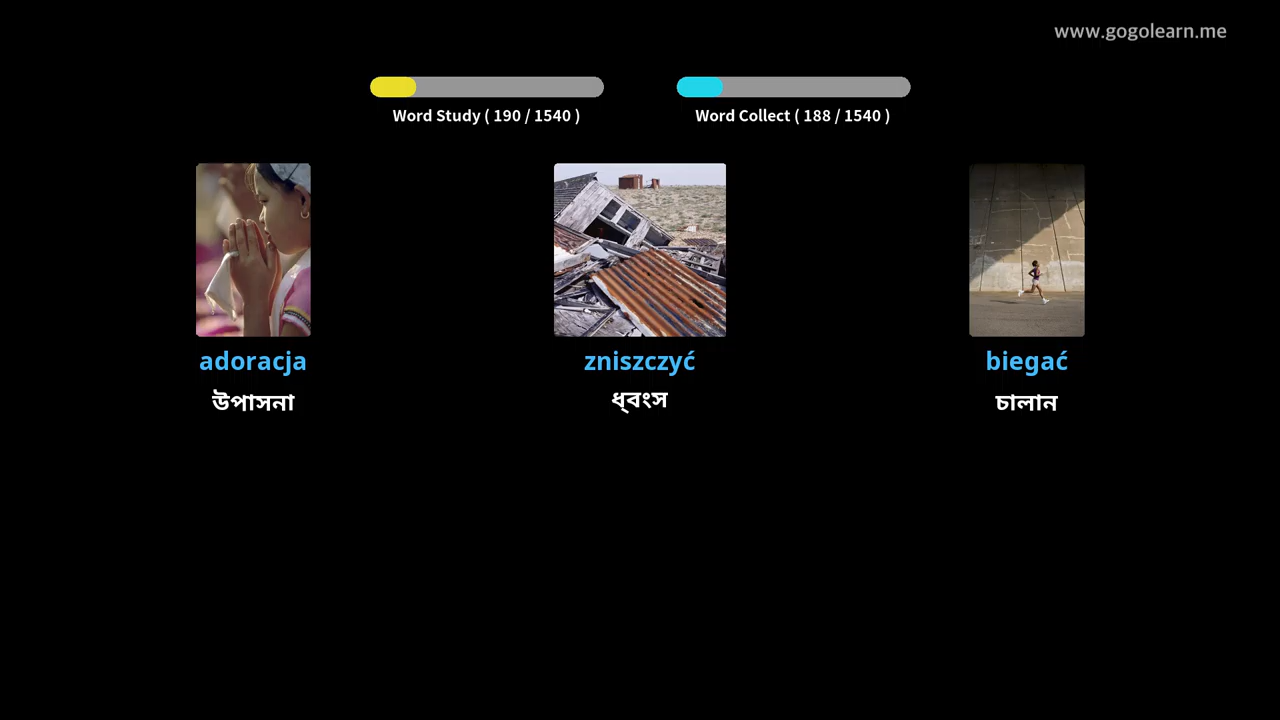 www.gogolearn.me
Word Study ( 190 / 1540 )
Word Collect ( 188 / 1540 )
adoracja
উপাসনা
zniszczyć
ধ্বংস
biegać
চালান